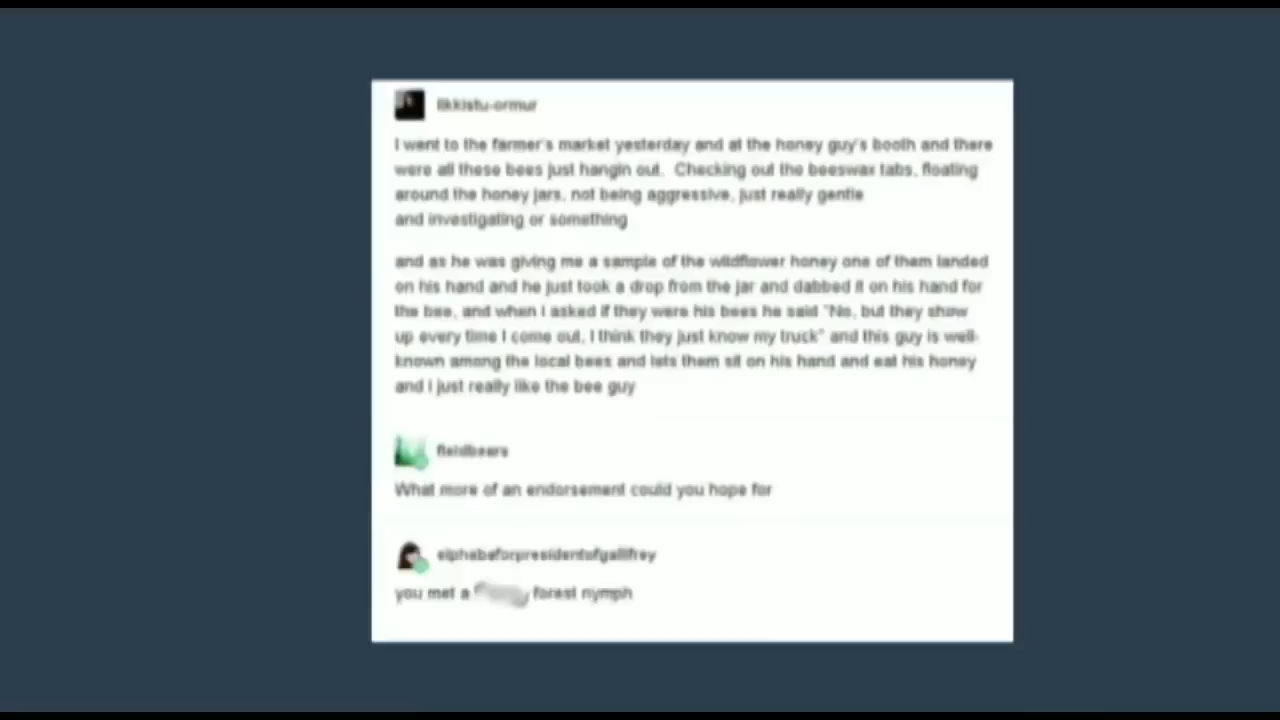 likkistu-ormur
I went to the farmer's market yesterday and at the honey guy's booth and there
were all these bees just hangin out. Checking out the beeswax tabs, floating
around the honey jars, not being aggressive, just really gentle
and investigating or something
and as he was giving me a sample of the wildflower honey one of them landed
on his hand and he just took a drop from the jar and dabbed it on his hand for
the bee, and when I asked if they were his bees he said "No, but they show
up every time I come out, I think they just know my truck" and this guy is well-
known among the local bees and lets them sit on his hand and eat his honey
and I just really like the bee guy
fieldbears
What more of an endorsement could you hope for
elphabaforpresidentofgallifrey
you met a forest nymph